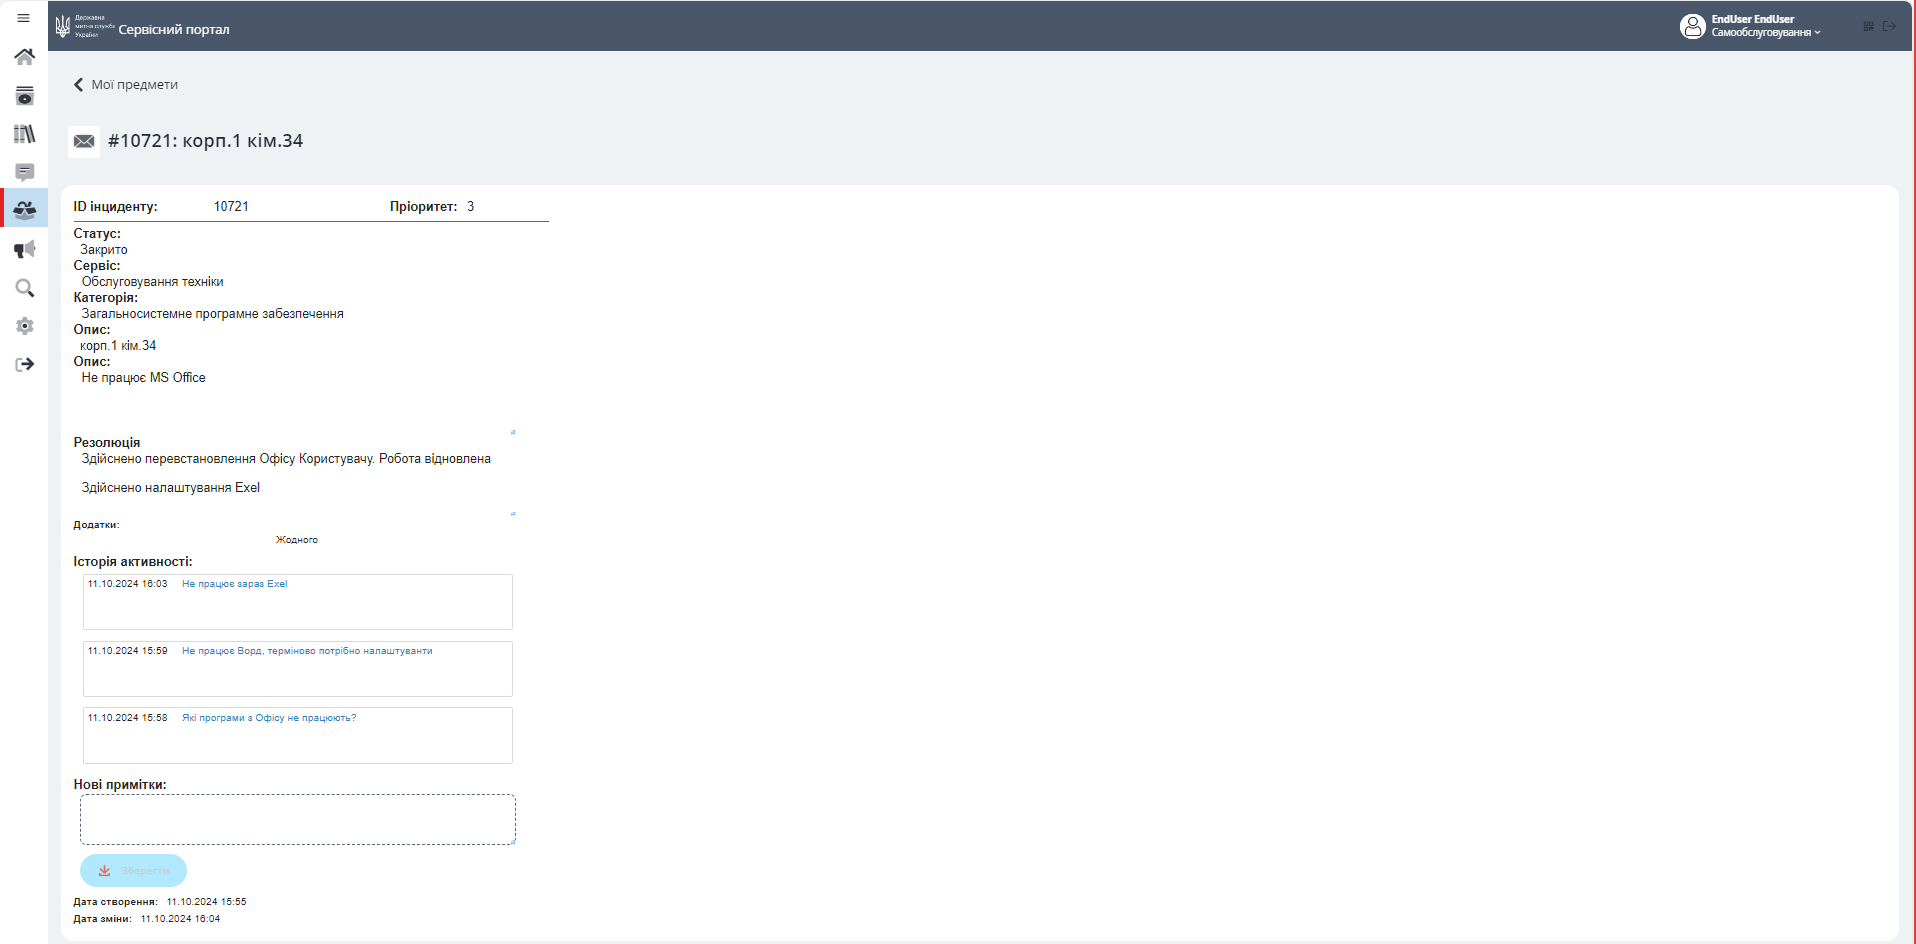 Державна
митна служба
України
Сервісний портал
EndUser EndUser
Самообслуговування
Мої предмети
#10721: корп.1 кім.34
ID інциденту: 10721 Пріоритет: 3
Статус:
Закрито
Сервіс:
Обслуговування техніки
Категорія:
Загальносистемне програмне забезпечення
Опис:
корп.1 кім.34
Опис:
Не працює MS Office
Резолюція
Здійснено перевстановлення Офісу Користувачу. Робота відновлена
Здійснено налаштування Exel
Додатки:
Жодного
Історія активності:
11.10.2024 16:03 Не працює зараз Exel
11.10.2024 15:59 Не працює Ворд, терміново потрібно налаштуванти
11.10.2024 15:58 Які програми з Офісу не працюють?
Нові примітки:
Зберегти
Дата створення: 11.10.2024 15:55
Дата зміни: 11.10.2024 16:04